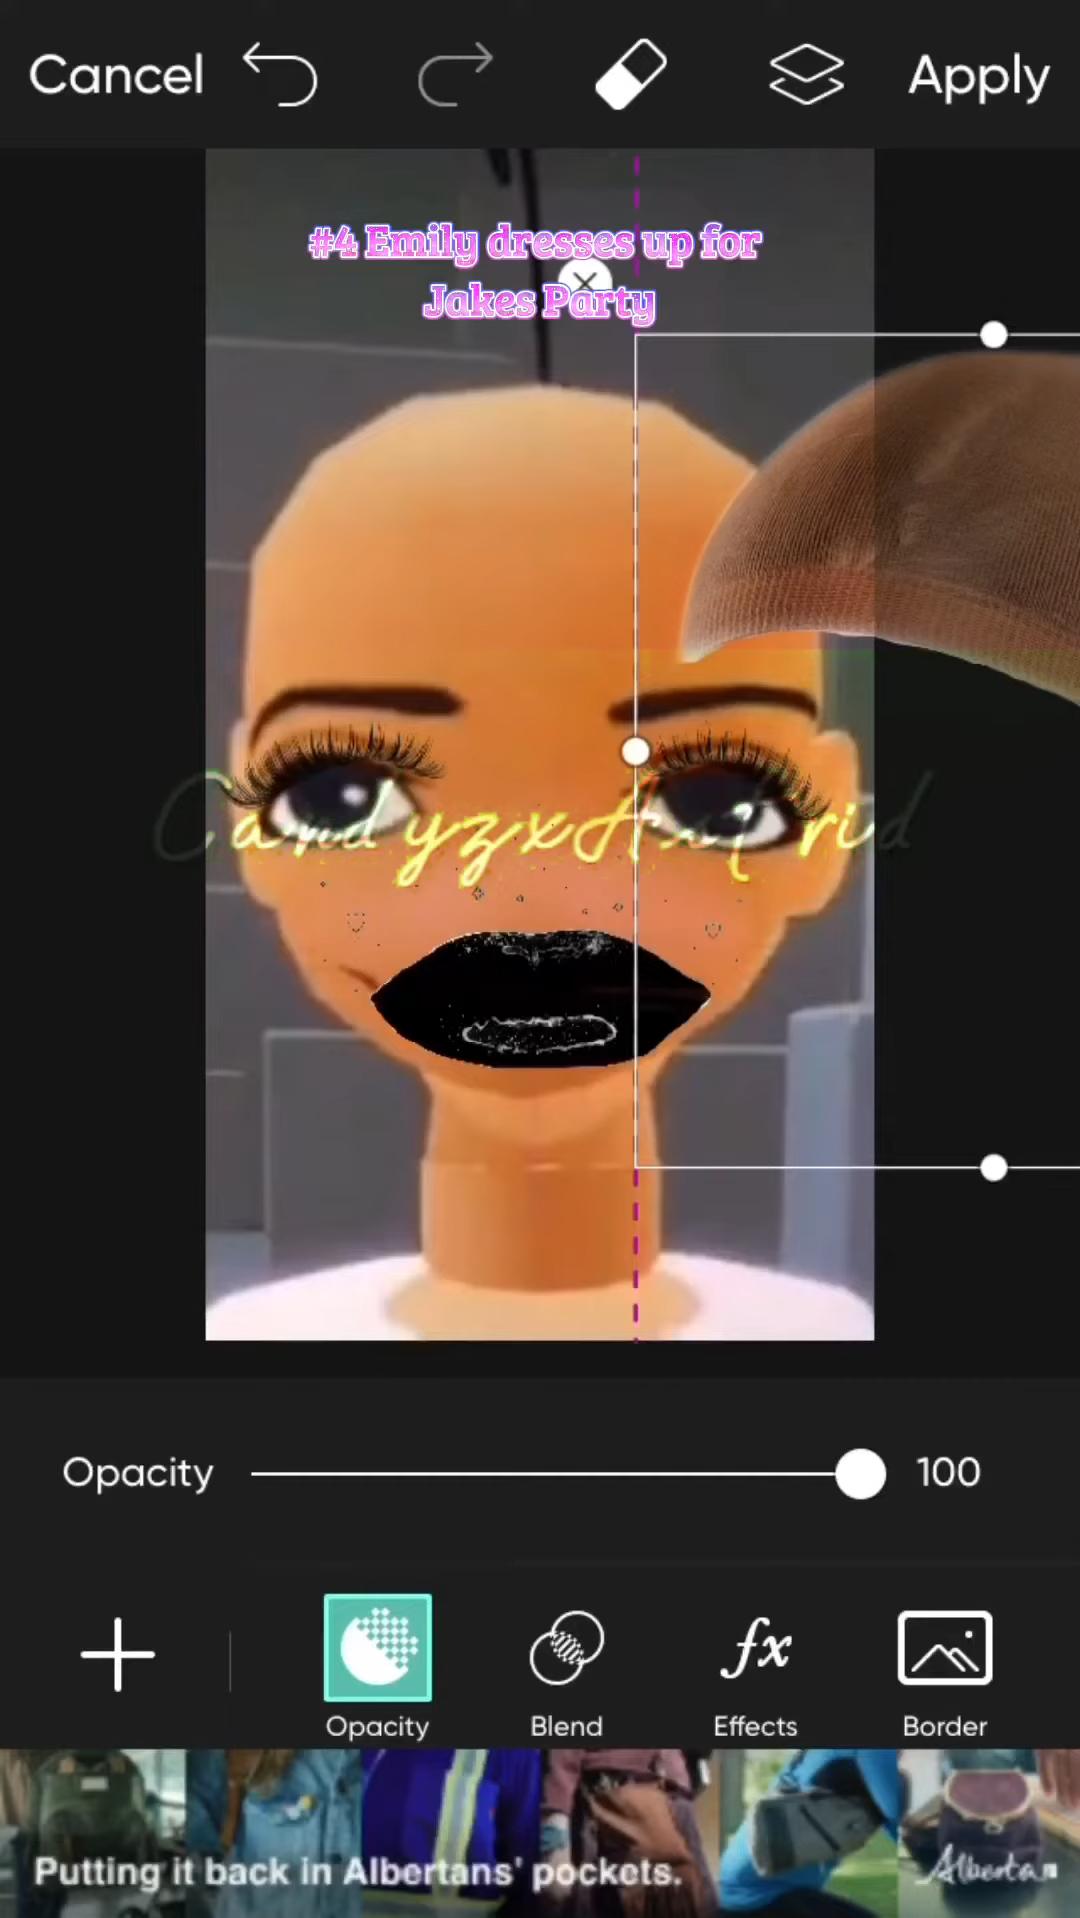 Cancel
Apply
#4 Emily dresses up for
Jakes Party
Opacity
100
Opacity
Blend
fx
Effects
Border
Putting it back in Albertans' pockets.
Alberta